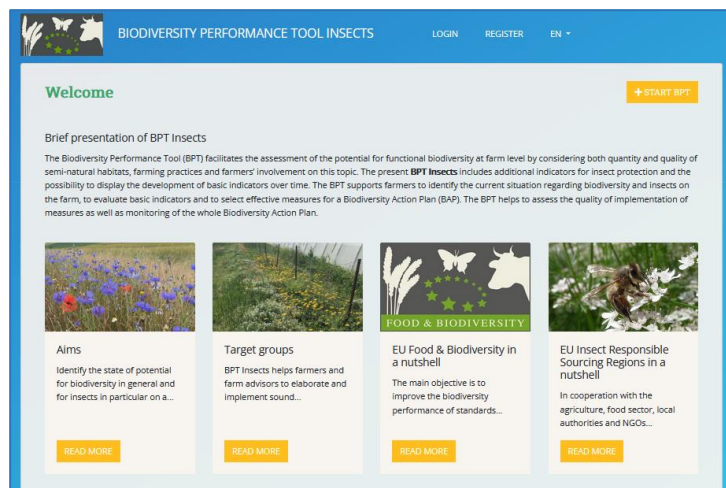 BIODIVERSITY PERFORMANCE TOOL INSECTS
LOGIN
REGISTER
EN
Welcome
+ START BPT
Brief presentation of BPT Insects
The Biodiversity Performance Tool (BPT) facilitates the assessment of the potential for functional biodiversity at farm level by considering both quantity and quality of
semi-natural habitats, farming practices and farmers' involvement on this topic. The present BPT Insects includes additional indicators for insect protection and the
possibility to display the development of basic indicators over time. The BPT supports farmers to identify the current situation regarding biodiversity and insects on
the farm, to evaluate basic indicators and to select effective measures for a Biodiversity Action Plan (BAP). The BPT helps to assess the quality of implementation of
measures as well as monitoring of the whole Biodiversity Action Plan.
Aims
Identify the state of potential
for biodiversity in general and
for insects in particular on a...
READ MORE
Target groups
BPT Insects helps farmers and
farm advisors to elaborate and
implement sound...
READ MORE
FOOD & BIODIVERSITY
EU Food & Biodiversity in
a nutshell
The main objective is to
improve the biodiversity
performance of standards...
READ MORE
EU Insect Responsible
Sourcing Regions in a
nutshell
In cooperation with the
agriculture, food sector, local
authorities and NGOs...
READ MORE